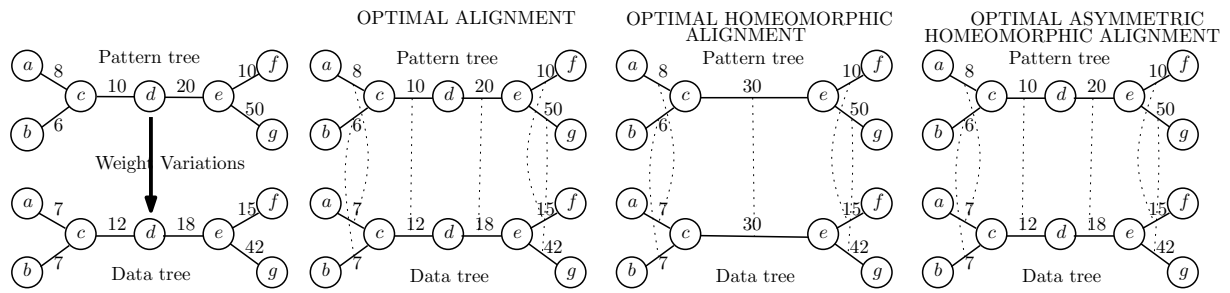 OPTIMAL ALIGNMENT
OPTIMAL HOMEOMORPHIC
ALIGNMENT
OPTIMAL ASYMMETRIC
HOMEOMORPHIC ALIGNMENT
Pattern tree
a
8
c
10
d
20
e
10
f
b
6
50
g
Weight Variations
a
7
c
12
d
18
e
15
f
b
7
42
g
Data tree
Pattern tree
a
8
c
10
d
20
e
10
f
b
6
50
g
a
7
c
12
d
18
e
15
f
b
7
42
g
Data tree
Pattern tree
a
8
c
30
e
10
f
b
6
50
g
a
7
c
30
e
15
f
b
7
42
g
Data tree
Pattern tree
a
8
c
10
d
20
e
10
f
b
6
50
g
a
7
c
12
d
18
e
15
f
b
7
42
g
Data tree